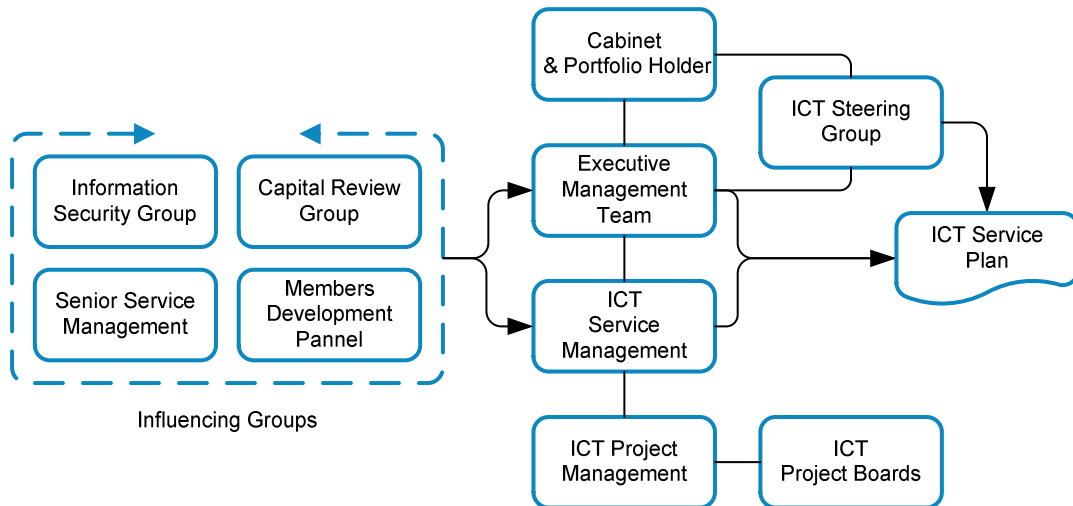 Cabinet
& Portfolio Holder
ICT Steering
Group
Information
Security Group
Capital Review
Group
Executive
Management
Team
ICT Service
Plan
Senior Service
Management
Members
Development
Pannel
ICT
Service
Management
Influencing Groups
ICT Project
Management
ICT
Project Boards